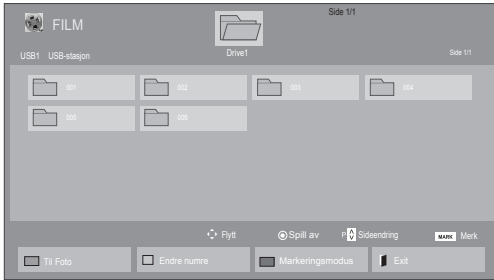 Side 1/1
FILM
Drive1
USB1 USB-stasjon
Side 1/1
001 002 003 004
005 006
Flytt Spill av P Sideendring MARK Merk
Til Foto Endre numre Markeringsmodus Exit